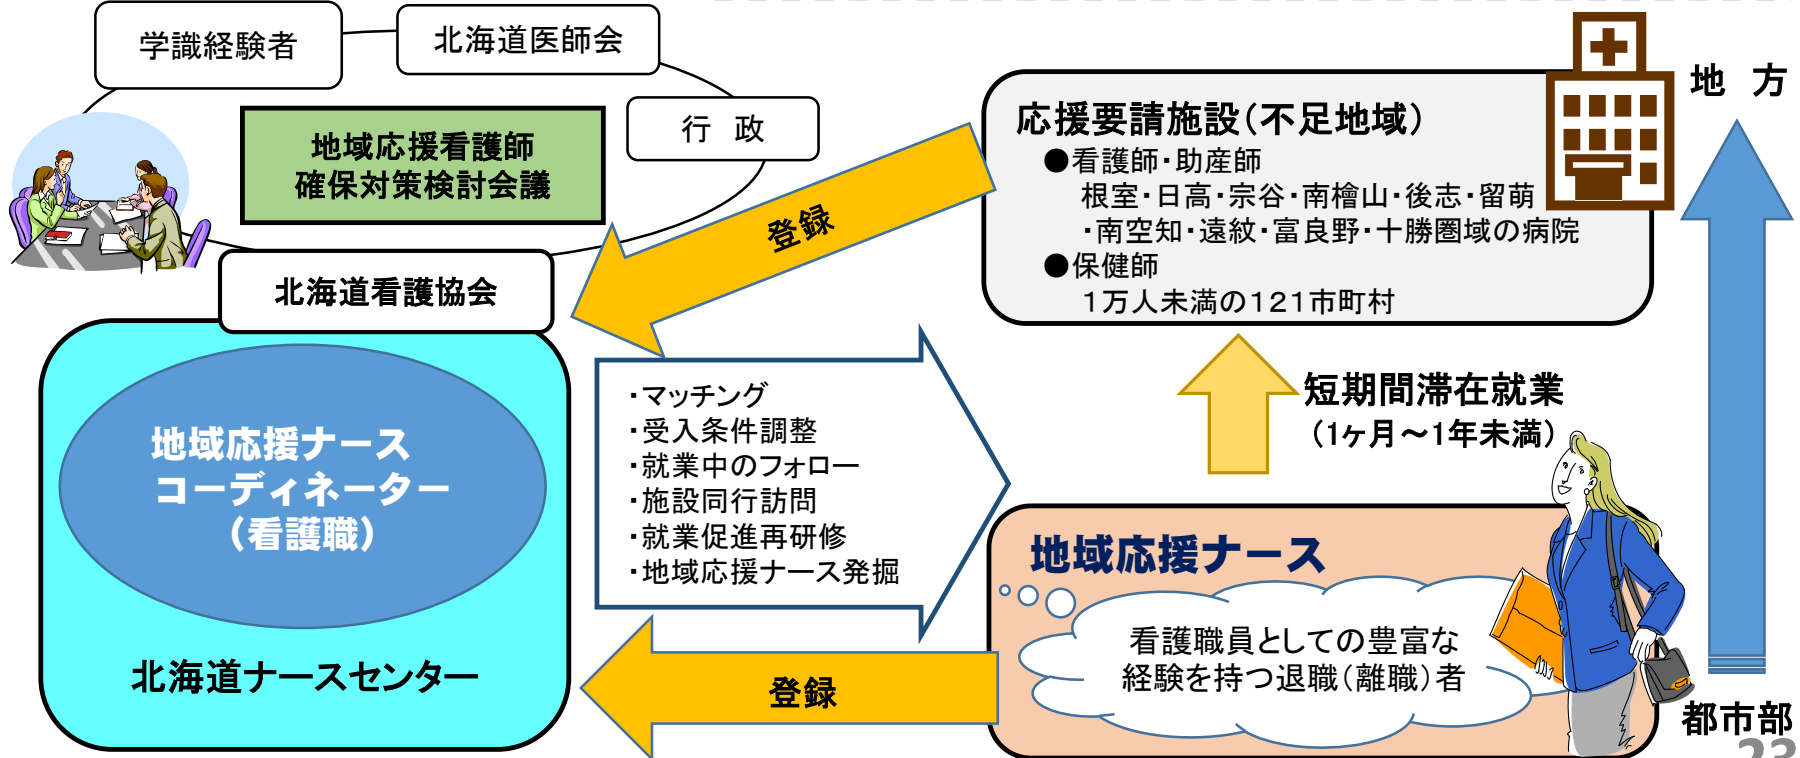 学識経験者
北海道医師会
行 政
地域応援看護師
確保対策検討会議
北海道看護協会
地域応援ナース
コーディネーター
（看護職）
北海道ナースセンター
登録
・マッチング
・受入条件調整
・就業中のフォロー
・施設同行訪問
・就業促進再研修
・地域応援ナース発掘
登録
応援要請施設（不足地域）
●看護師・助産師
根室・日高・宗谷・南檜山・後志・留萌
・南空知・遠紋・富良野・十勝圏域の病院
●保健師
１万人未満の１２１市町村
短期間滞在就業
（1ヶ月～1年未満）
地域応援ナース
看護職員としての豊富な
経験を持つ退職（離職）者
地 方
都市部
23